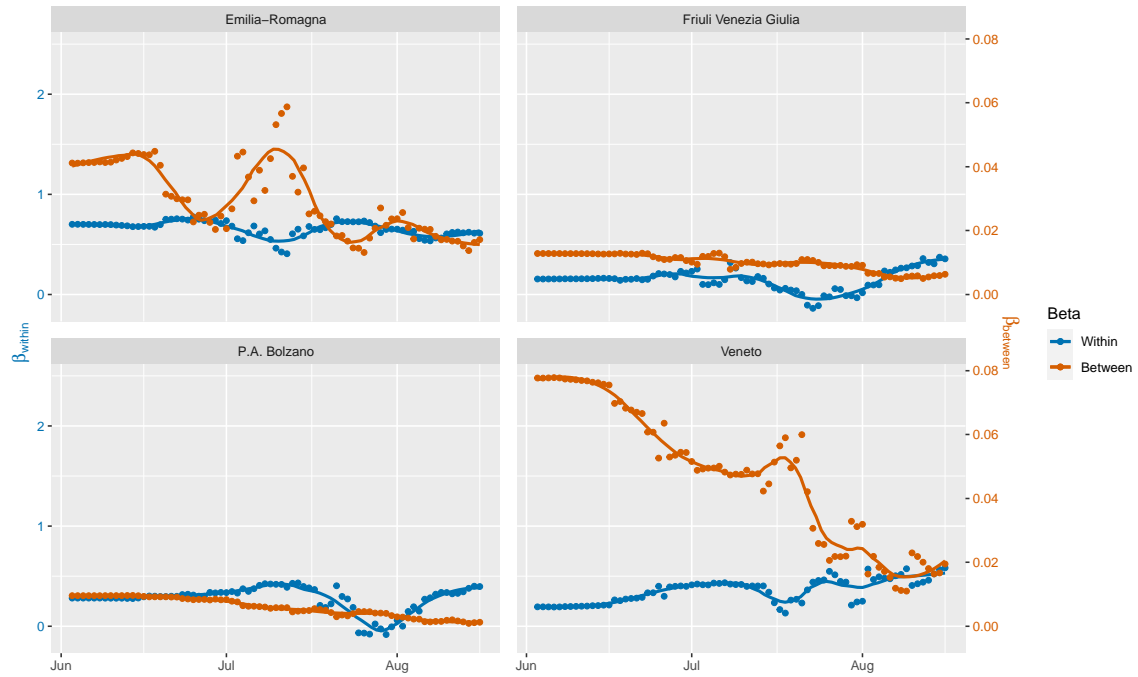 Emilia−Romagna
Friuli Venezia Giulia
2
1
0
0.08
0.06
0.04
0.02
0.00
P.A. Bolzano
Veneto
2
1
0
0.08
0.06
0.04
0.02
0.00
Jun
Jul
Aug
Jun
Jul
Aug
βwithin
βbetween
Beta
Within
Between